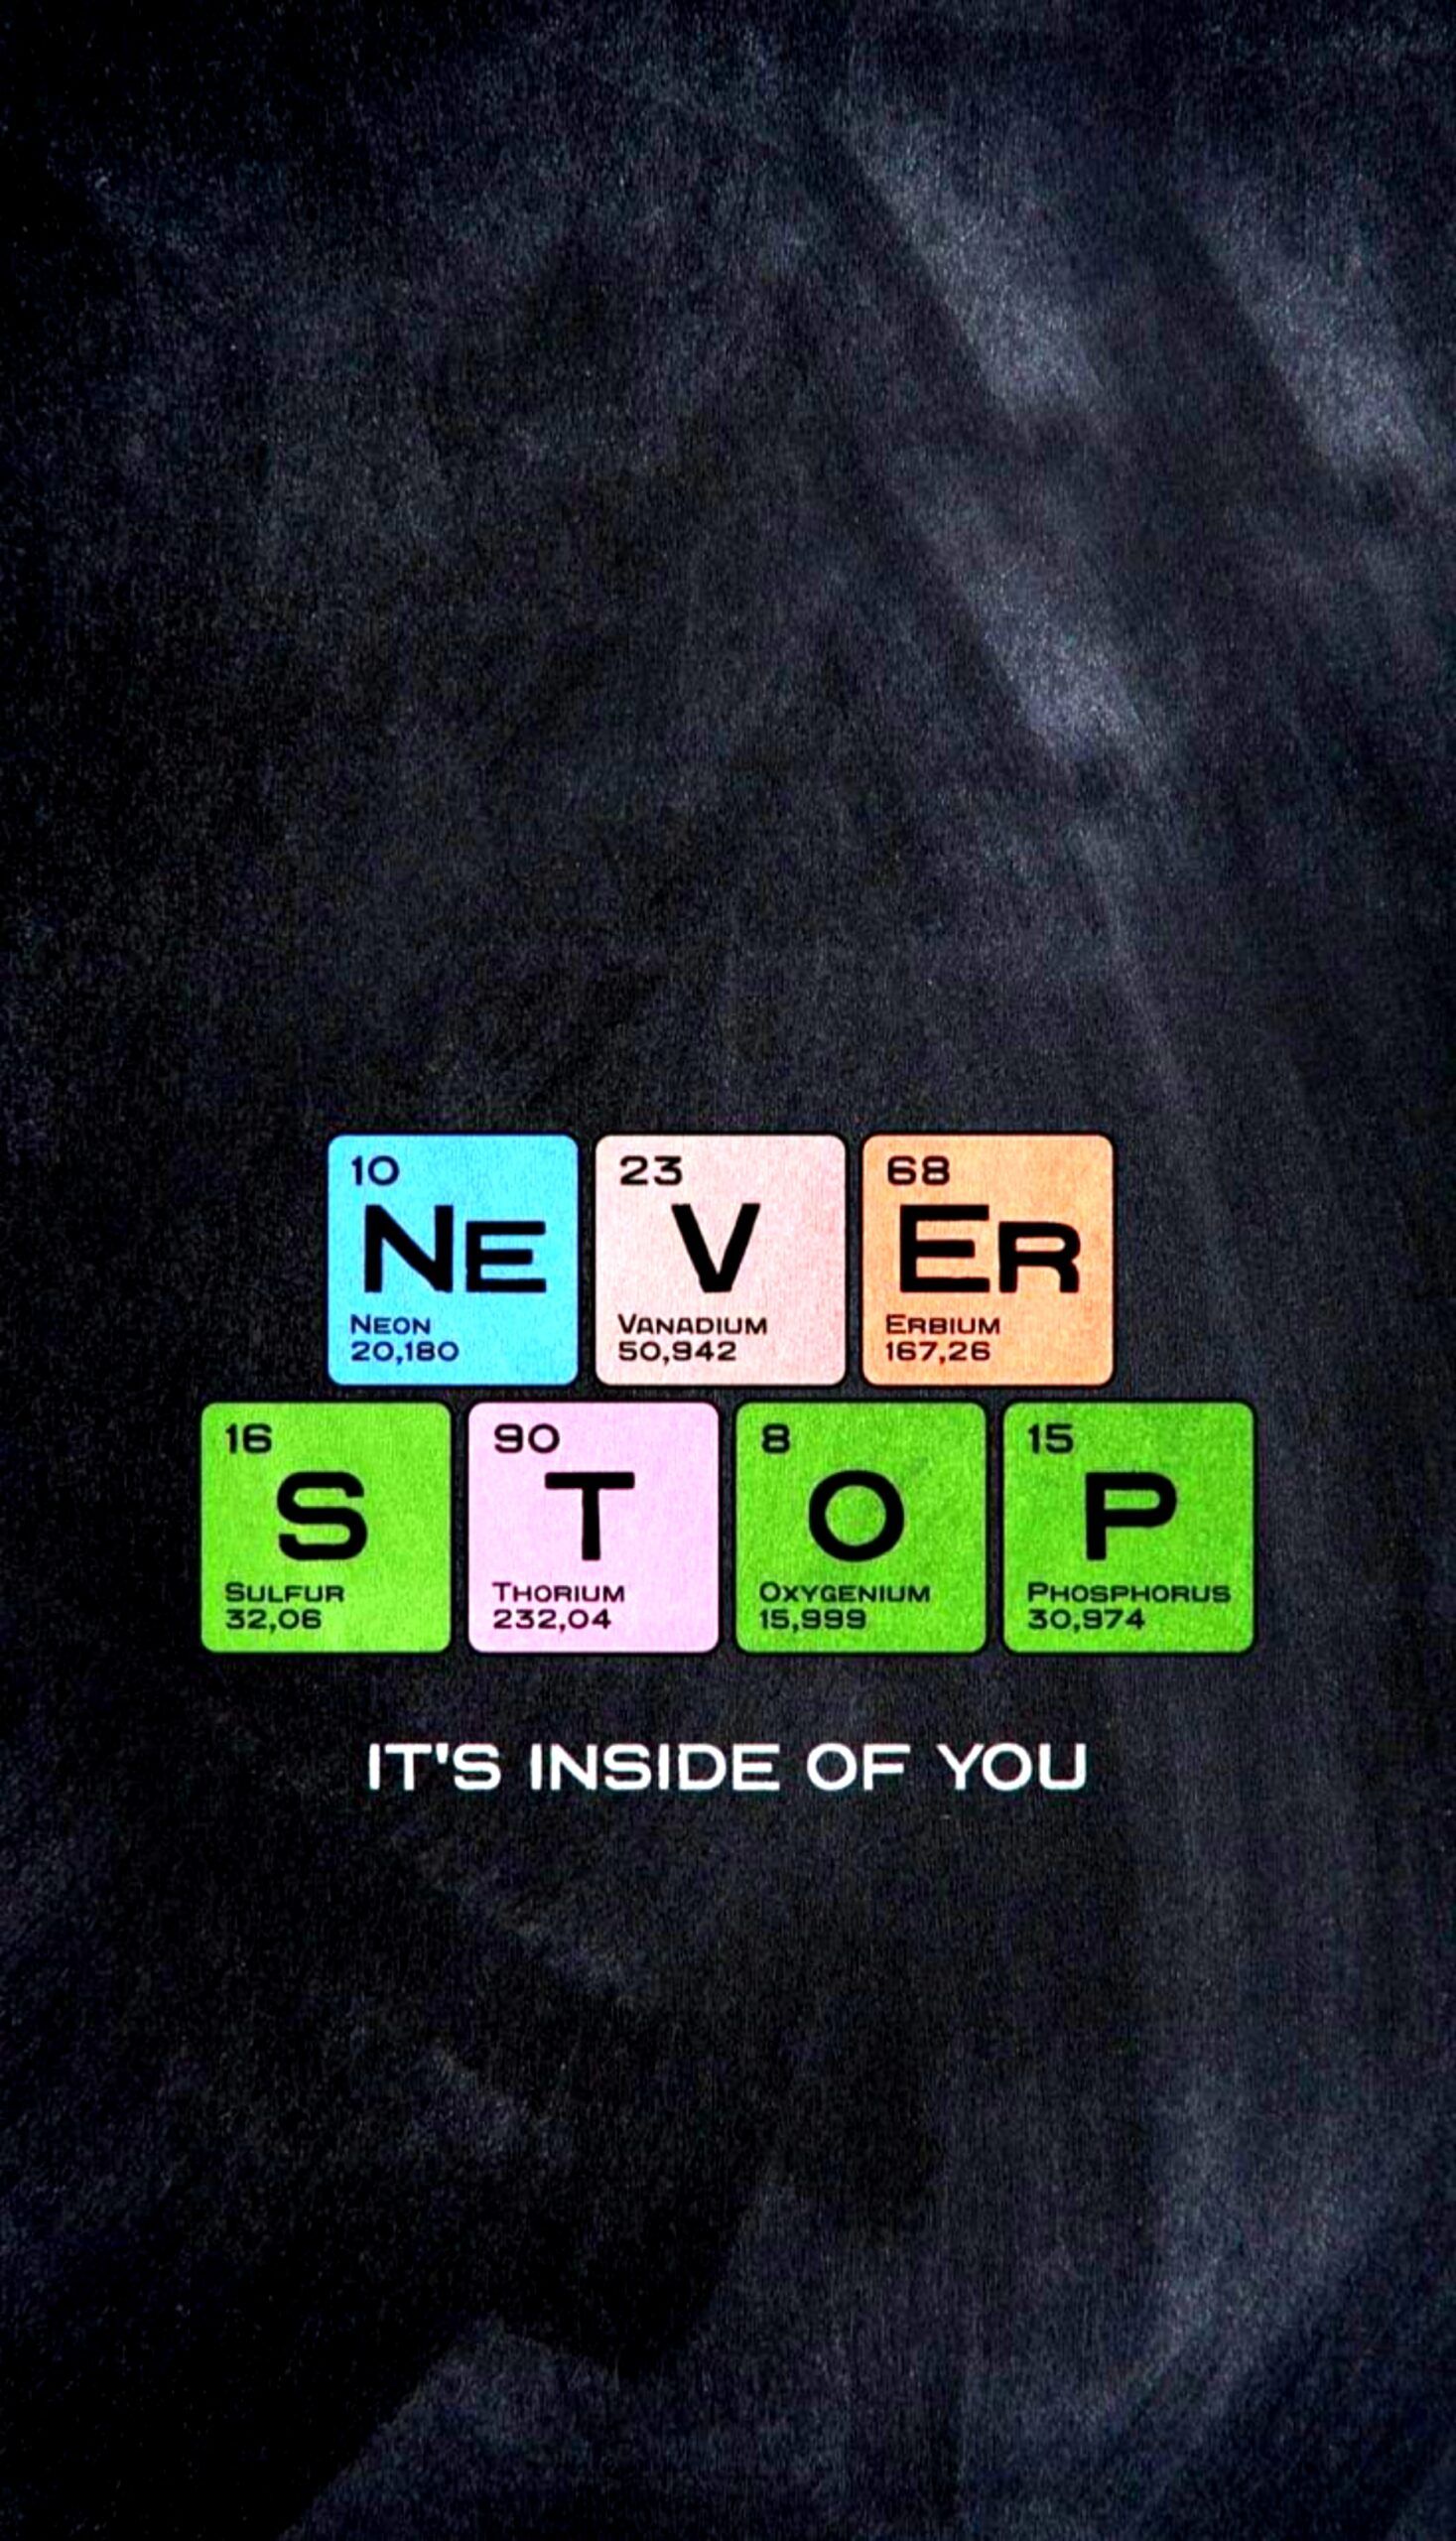 10 23 68
NE V ER
NEON VANADIUM ERBIUM
20,180 50,942 167,26
16 90 8 15
S T O P
SULFUR THORIUM OXYGENIUM PHOSPHORUS
32,06 232,04 15,999 30,974
IT'S INSIDE OF YOU